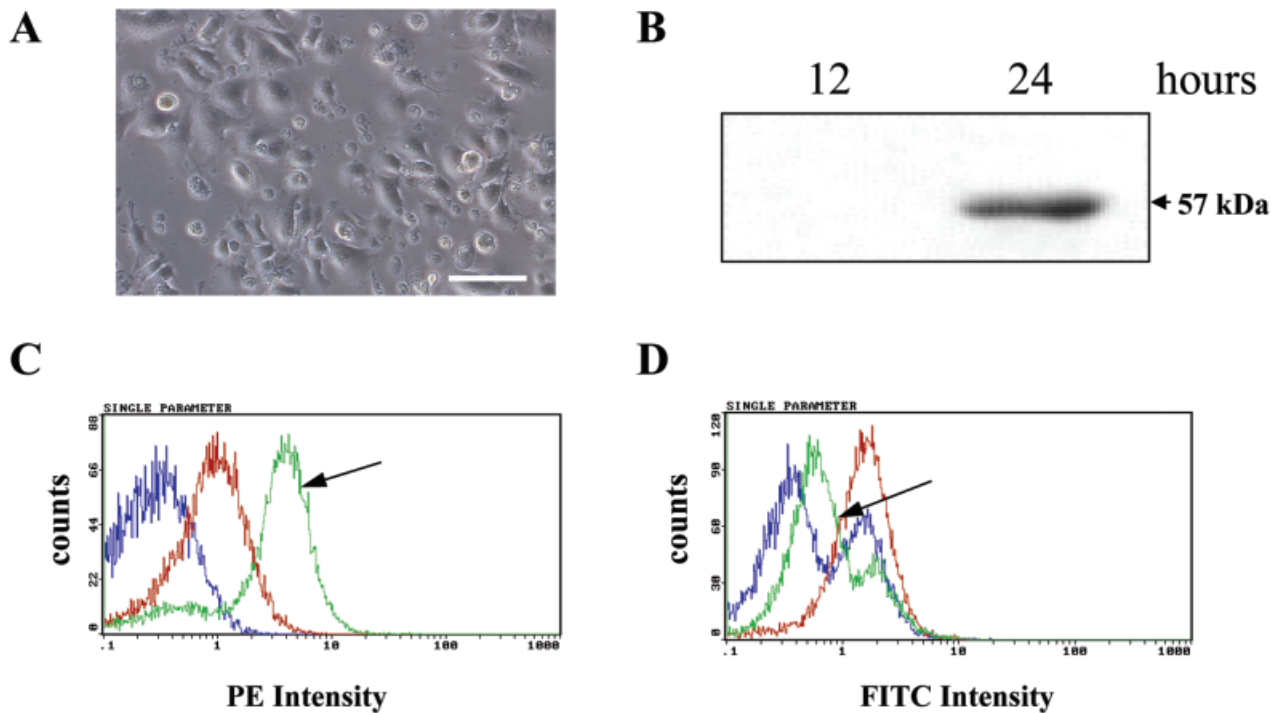 A
B
12 24 hours
57 kDa
C
D
SINGLE PARAMETER
88
66
44
22
0
counts
.1 1 10 100 1000
PE Intensity
SINGLE PARAMETER
120
90
60
30
0
counts
.1 1 10 100 1000
FITC Intensity